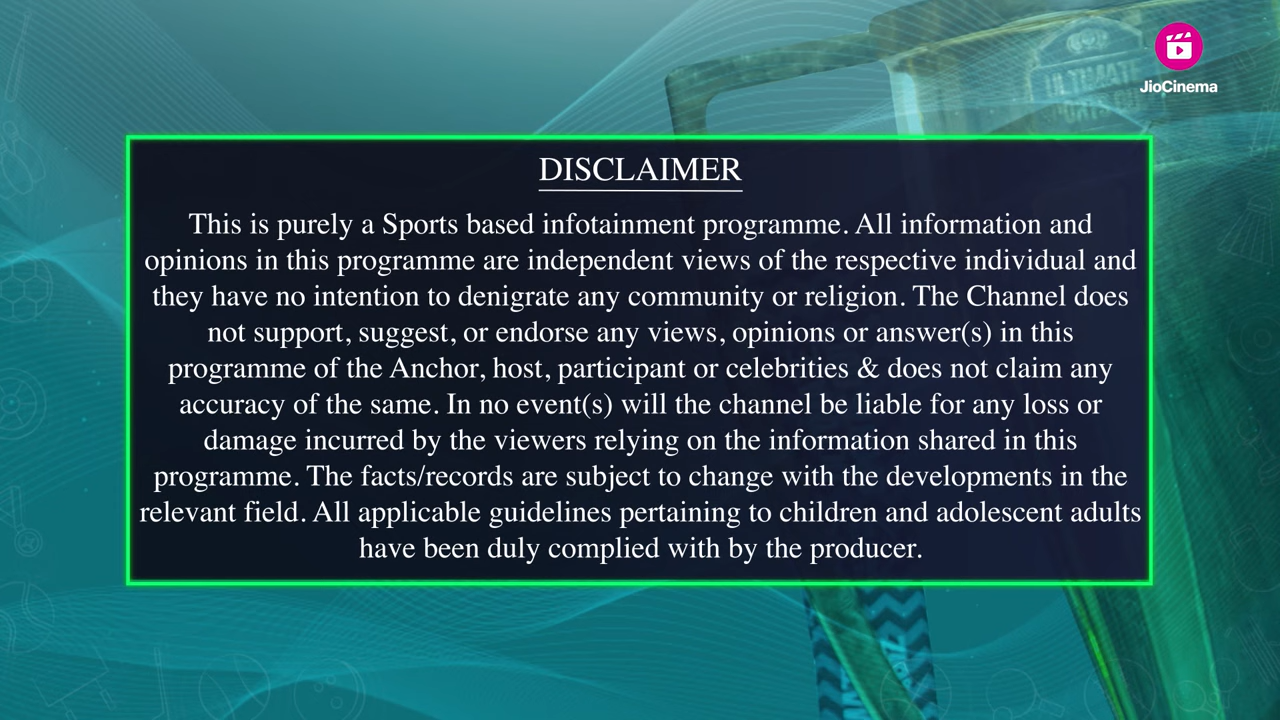 JioCinema
ULTIMATE
DISCLAIMER
This is purely a Sports based infotainment programme. All information and
opinions in this programme are independent views of the respective individual and
they have no intention to denigrate any community or religion. The Channel does
not support, suggest, or endorse any views, opinions or answer(s) in this
programme of the Anchor, host, participant or celebrities & does not claim any
accuracy of the same. In no event(s) will the channel be liable for any loss or
damage incurred by the viewers relying on the information shared in this
programme. The facts/records are subject to change with the developments in the
relevant field. All applicable guidelines pertaining to children and adolescent adults
have been duly complied with by the producer.